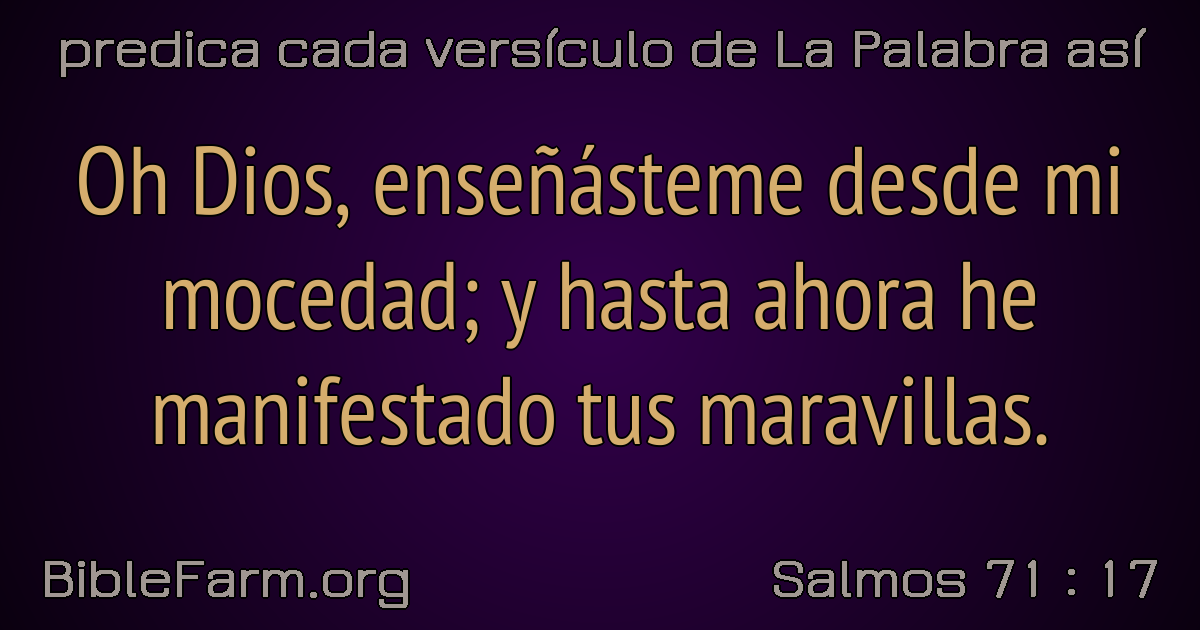 predica cada versículo de La Palabra así
Oh Dios, enseñásteme desde mi
mocedad; y hasta ahora he
manifestado tus maravillas.
BibleFarm.org
Salmos 71 : 17